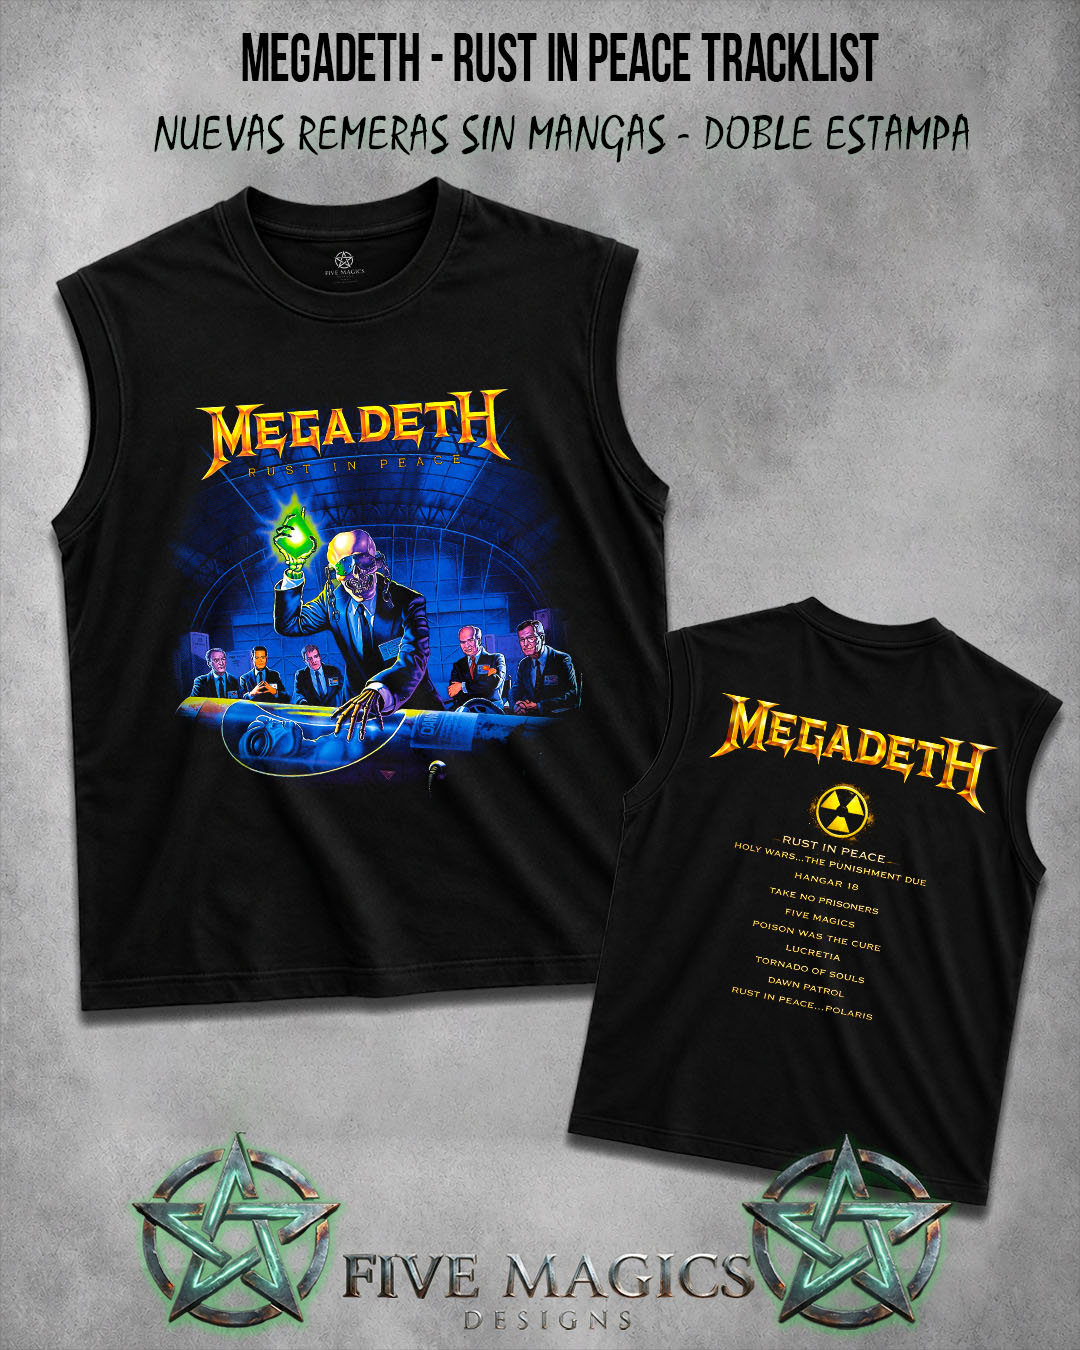 MEGADETH - RUST IN PEACE TRACKLIST
NUEVAS REMERAS SIN MANGAS - DOBLE ESTAMPA
FIVE MAGICS
MEGADETH
RUST IN PEACE
MEGADETH
RUST IN PEACE
HOLY WARS...THE PUNISHMENT DUE
HANGAR 18
TAKE NO PRISONERS
FIVE MAGICS
POISON WAS THE CURE
LUCRETIA
TORNADO OF SOULS
DAWN PATROL
RUST IN PEACE...POLARIS
FIVE MAGICS
DESIGNS